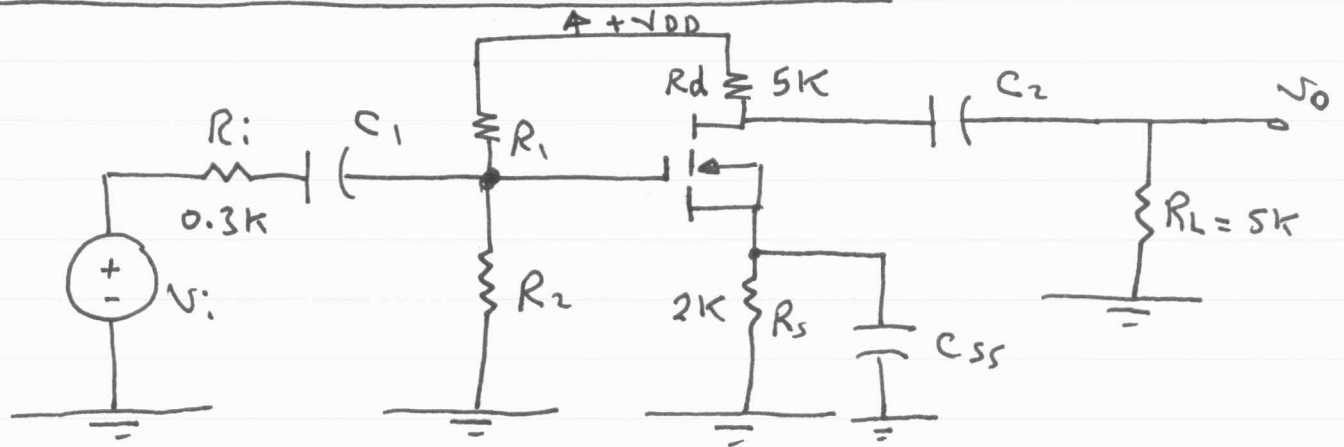 +VDD
Rd 5K
C2
vo
Ri
C1
R1
0.3K
RL = 5K
+
-
vi
R2
2K Rs
Css